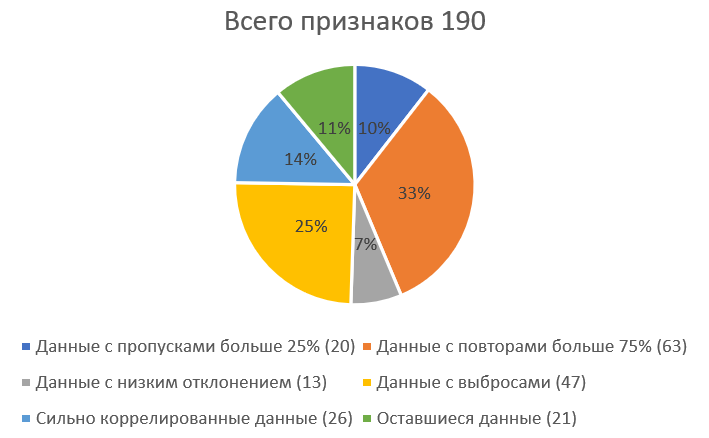 Всего признаков 190
11%
10%
14%
33%
25%
7%
Данные с пропусками больше 25% (20)
Данные с повторами больше 75% (63)
Данные с низким отклонением (13)
Данные с выбросами (47)
Сильно коррелированные данные (26)
Оставшиеся данные (21)